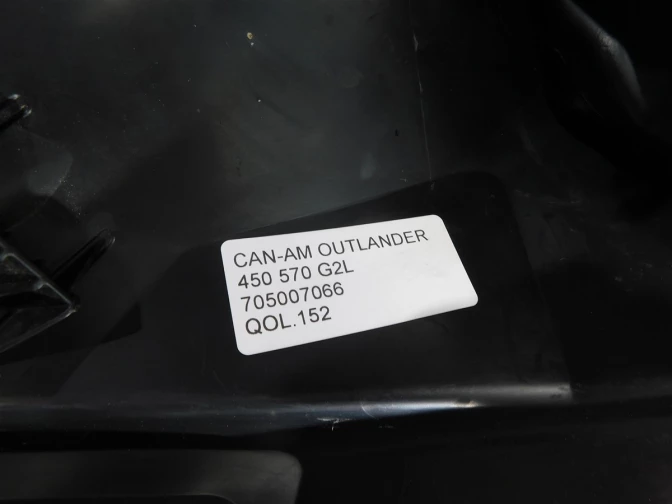 CAN-AM OUTLANDER
450 570 G2L
705007066
QOL.152